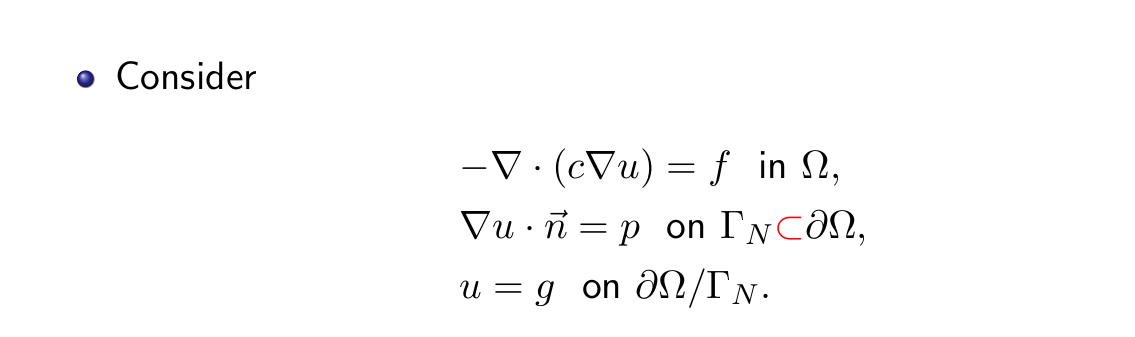 Consider
−∇ · (c∇u) = f in Ω,
∇u · n⃗ = p on Γ_N ⊂ ∂Ω,
u = g on ∂Ω/Γ_N.